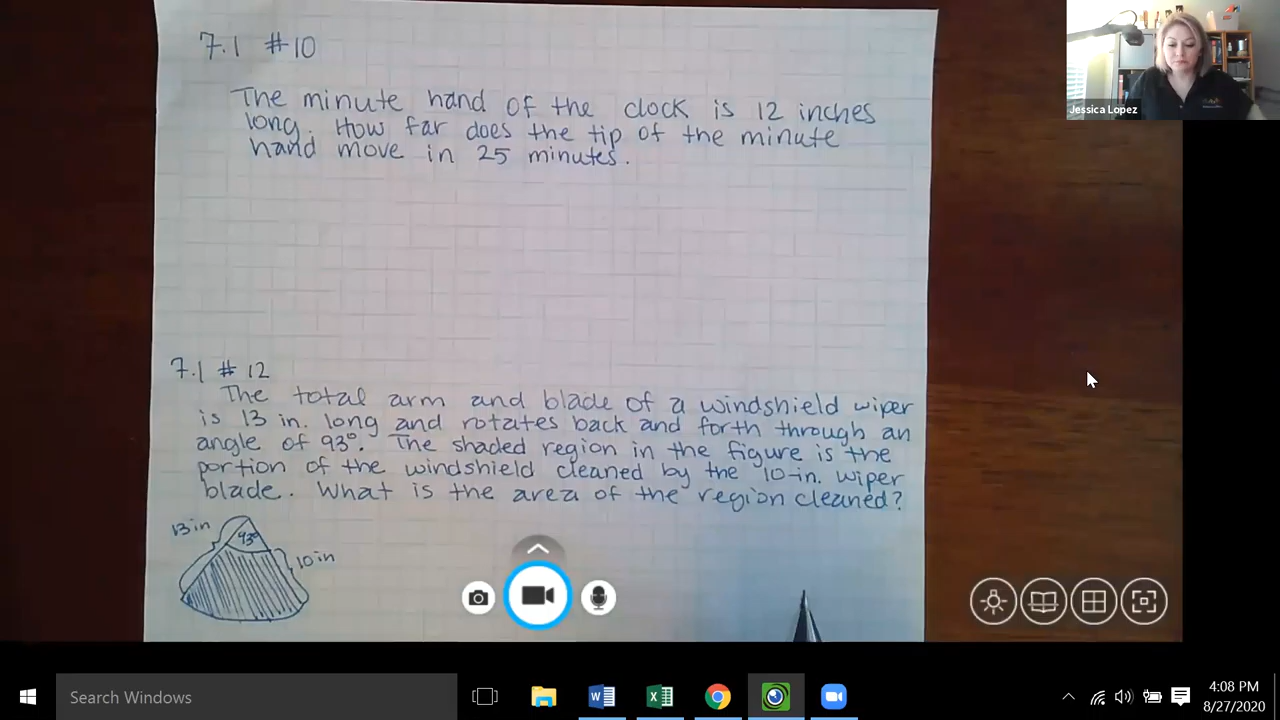 7.1 #10
The minute hand of the clock is 12 inches
long. How far does the tip of the minute
hand move in 25 minutes.
7.1 # 12
The total arm and blade of a windshield wiper
is 13 in. long and rotates back and forth through an
angle of 93°. The shaded region in the figure is the
portion of the windshield cleaned by the 10-in. wiper
blade. What is the area of the region cleaned?
13 in
93°
10 in
Jessica Lopez
Search Windows
4:08 PM
8/27/2020